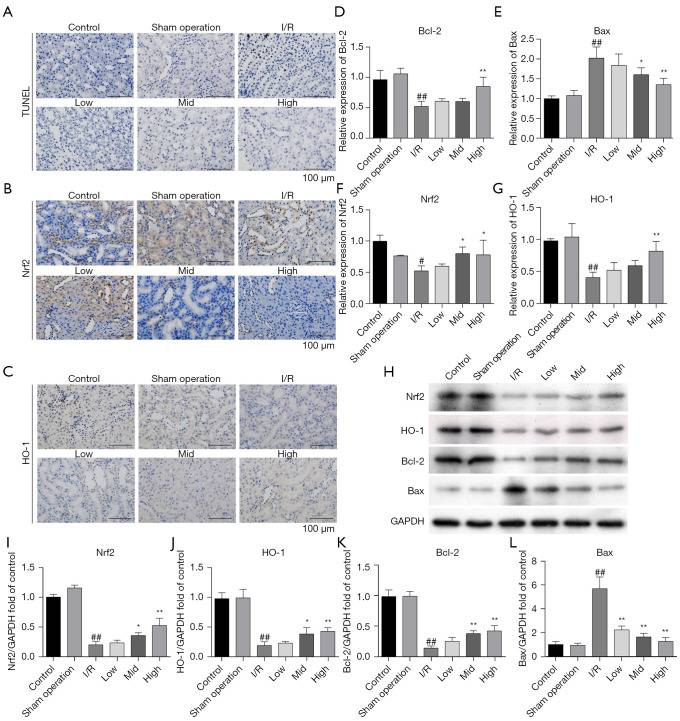 A
Control Sham operation I/R
TUNEL
Low Mid High
100 μm
B
Control Sham operation I/R
Nrf2
Low Mid High
100 μm
C
Control Sham operation I/R
HO-1
Low Mid High
100 μm
D
Bcl-2
Relative expression of Bcl-2
1.5
1.0
0.5
0.0
## **
Control Sham operation I/R Low Mid High
E
Bax
Relative expression of Bax
2.5
2.0
1.5
1.0
0.5
0.0
## * **
Control Sham operation I/R Low Mid High
F
Nrf2
Relative expression of Nrf2
1.5
1.0
0.5
0.0
# * *
Control Sham operation I/R Low Mid High
G
HO-1
Relative expression of HO-1
1.5
1.0
0.5
0.0
## **
Control Sham operation I/R Low Mid High
H
Control Sham operation I/R Low Mid High
Nrf2
HO-1
Bcl-2
Bax
GAPDH
I
Nrf2
Nrf2/GAPDH fold of control
1.5
1.0
0.5
0.0
## * **
Control Sham operation I/R Low Mid High
J
HO-1
HO-1/GAPDH fold of control
1.5
1.0
0.5
0.0
## * **
Control Sham operation I/R Low Mid High
K
Bcl-2
Bcl-2/GAPDH fold of control
1.5
1.0
0.5
0.0
## ** **
Control Sham operation I/R Low Mid High
L
Bax
Bax/GAPDH fold of control
8
6
4
2
0
## ** ** **
Control Sham operation I/R Low Mid High